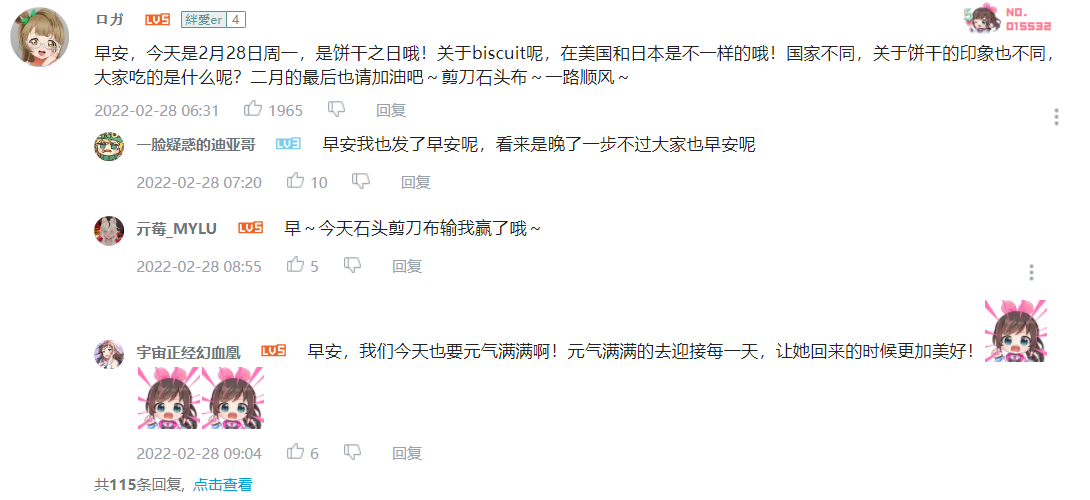 ロガ LV5 絆愛er 4
NO.
015532
早安，今天是2月28日周一，是饼干之日哦！关于biscuit呢，在美国和日本是不一样的哦！国家不同，关于饼干的印象也不同，
大家吃的是什么呢？二月的最后也请加油吧～剪刀石头布～一路顺风～
2022-02-28 06:31 1965 回复
一脸疑惑的迪亚哥 LV3 早安我也发了早安呢，看来是晚了一步不过大家也早安呢
2022-02-28 07:20 10 回复
亓莓_MYLU LV5 早～今天石头剪刀布输我赢了哦～
2022-02-28 08:55 5 回复
宇宙正经幻血凰 LV5 早安，我们今天也要元气满满啊！元气满满的去迎接每一天，让她回来的时候更加美好！
2022-02-28 09:04 6 回复
共115条回复，点击查看